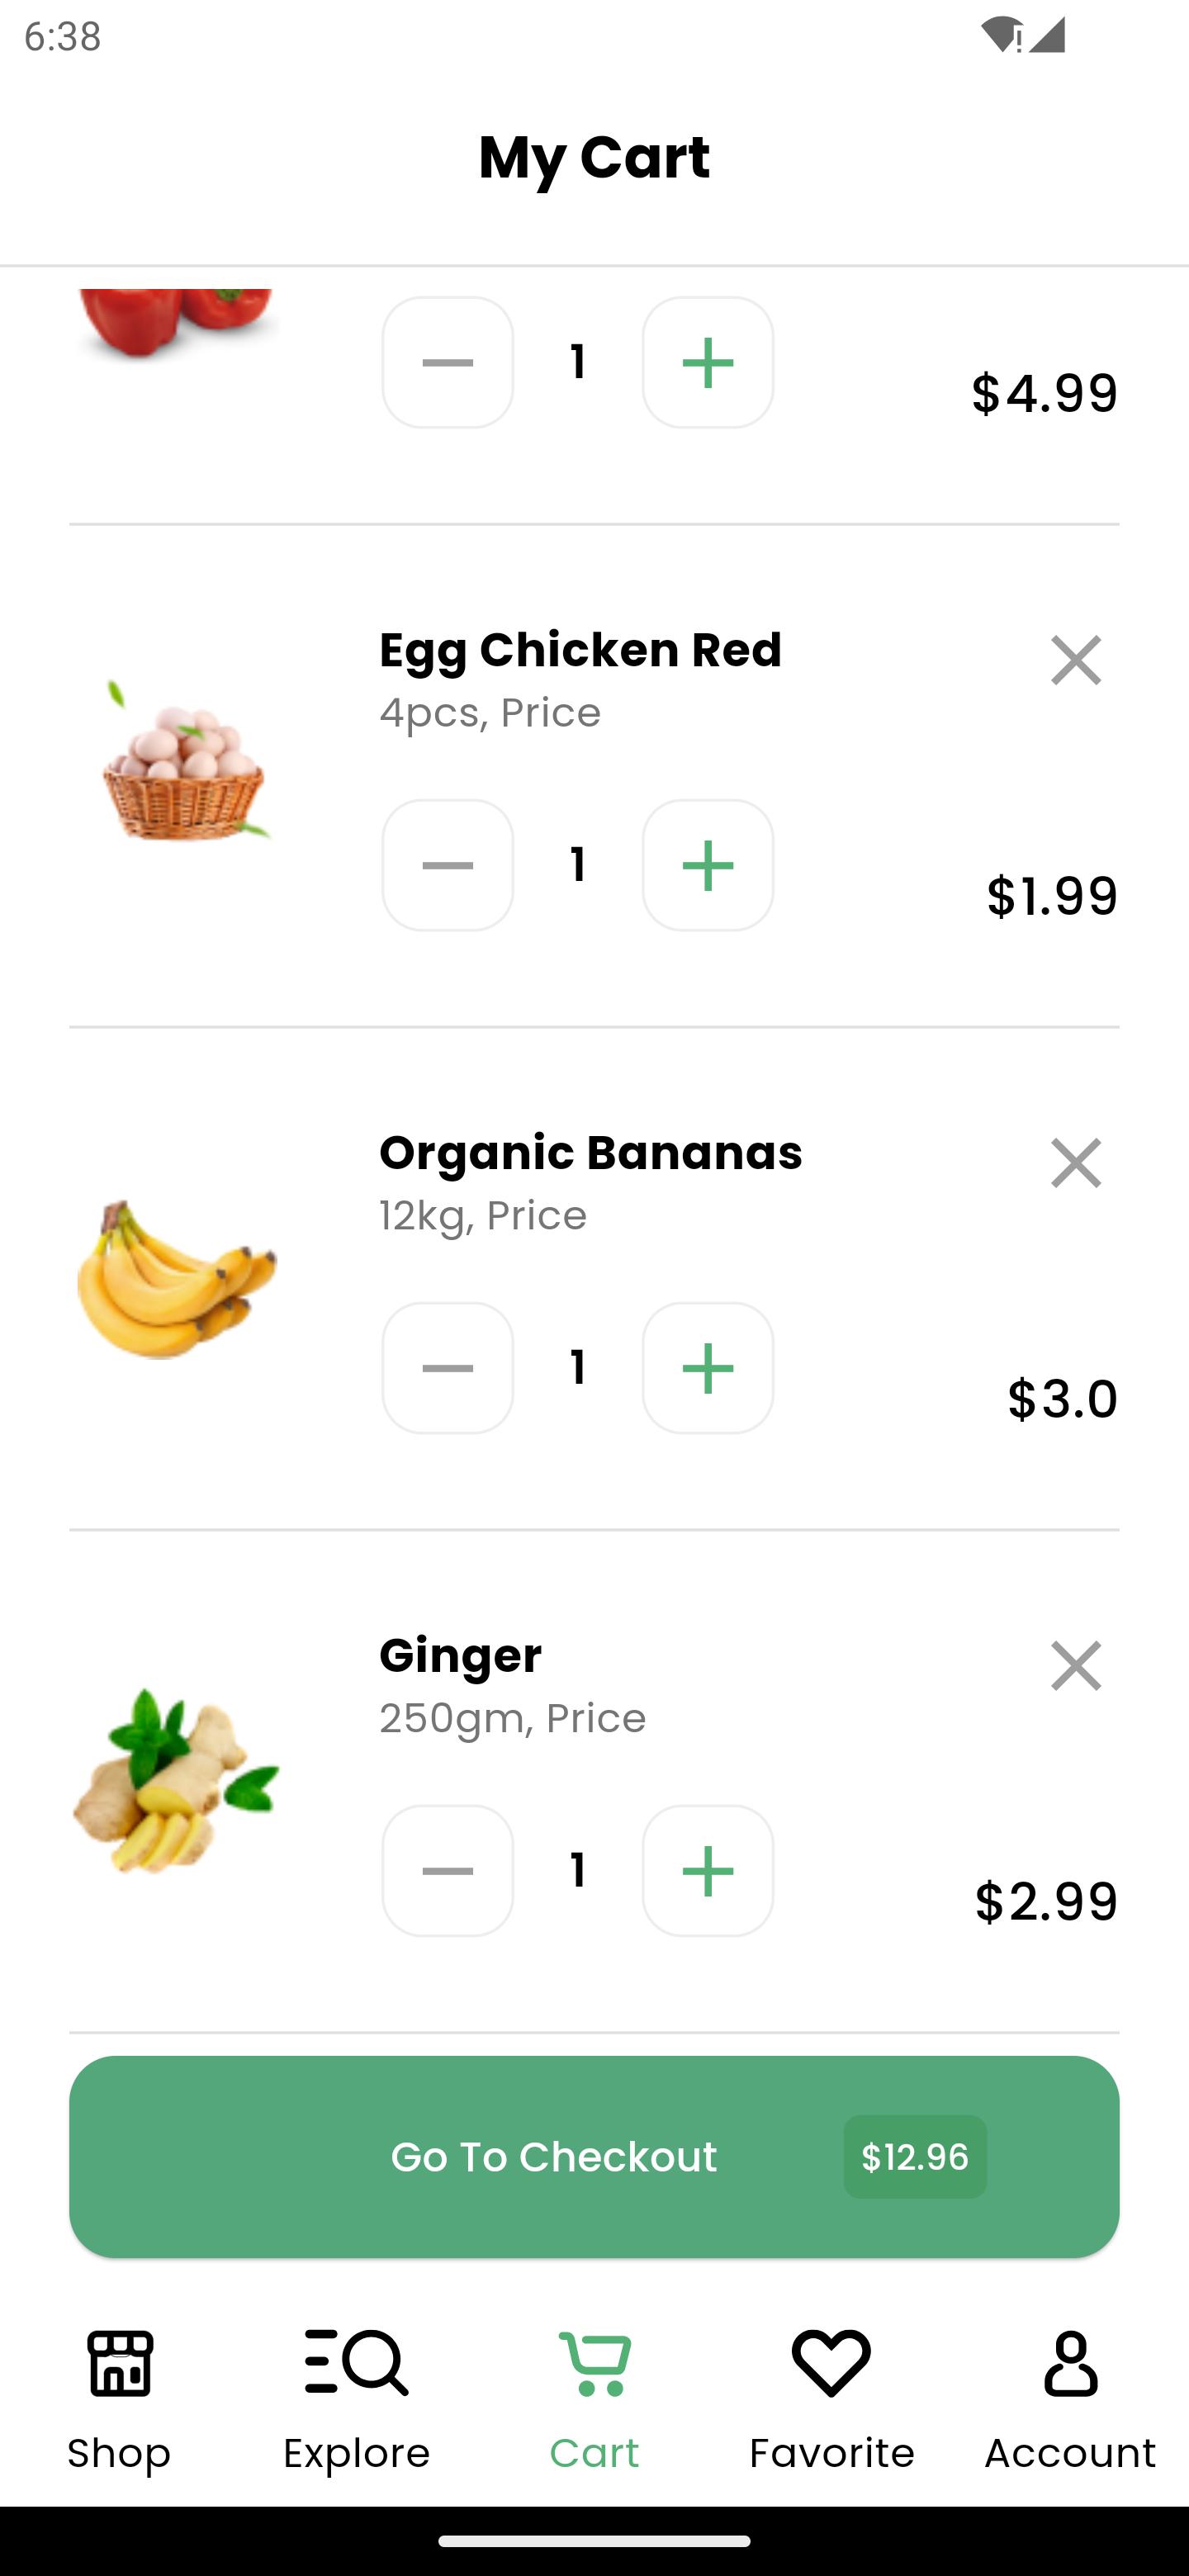 6:38
My Cart
1
$4.99
Egg Chicken Red
4pcs, Price
1
$1.99
Organic Bananas
12kg, Price
1
$3.0
Ginger
250gm, Price
1
$2.99
Go To Checkout $12.96
Shop Explore Cart Favorite Account